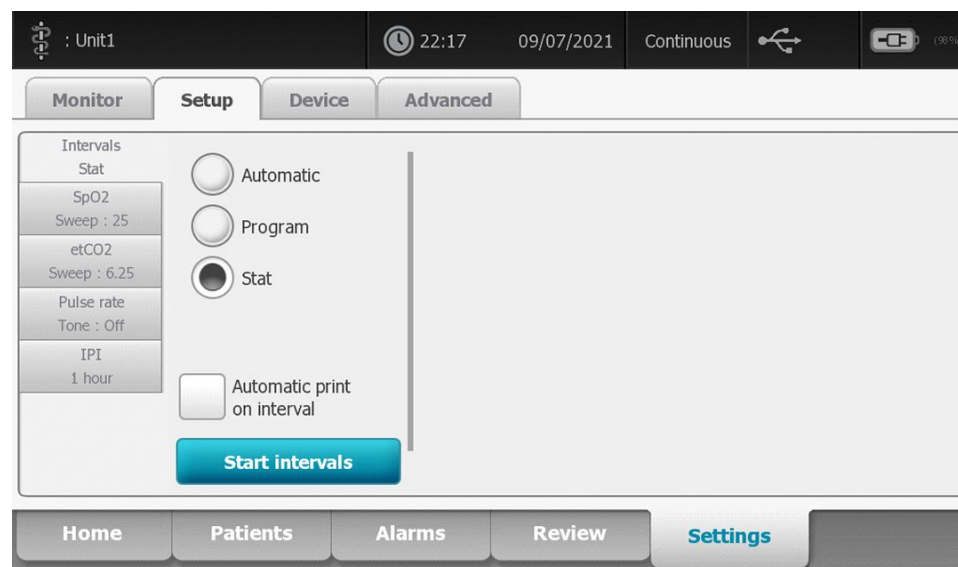 : Unit1
22:17
09/07/2021
Continuous
(98%
Monitor
Setup
Device
Advanced
Intervals
Stat
SpO2
Sweep : 25
etCO2
Sweep : 6.25
Pulse rate
Tone : Off
IPI
1 hour
Automatic
Program
Stat
Automatic print
on interval
Start intervals
Home
Patients
Alarms
Review
Settings